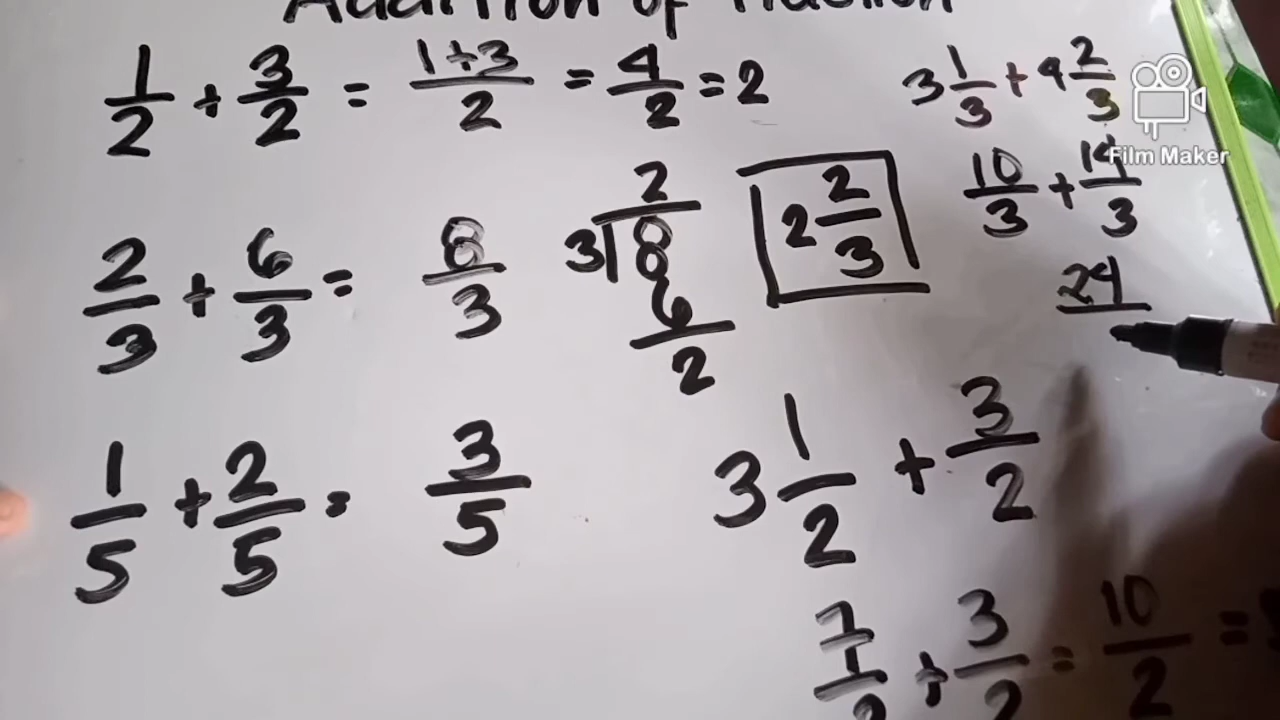 Addition of fraction
1/2 + 3/2 = 1+3/2 = 4/2 = 2
3 1/3 + 4 2/3
Film Maker
10/3 + 14/3
24
2/3 + 6/3 = 8/3
2
3 8
6
2
2 2/3
1/5 + 2/5 = 3/5
3 1/2 + 3/2
7/2 + 3/2 = 10/2 =